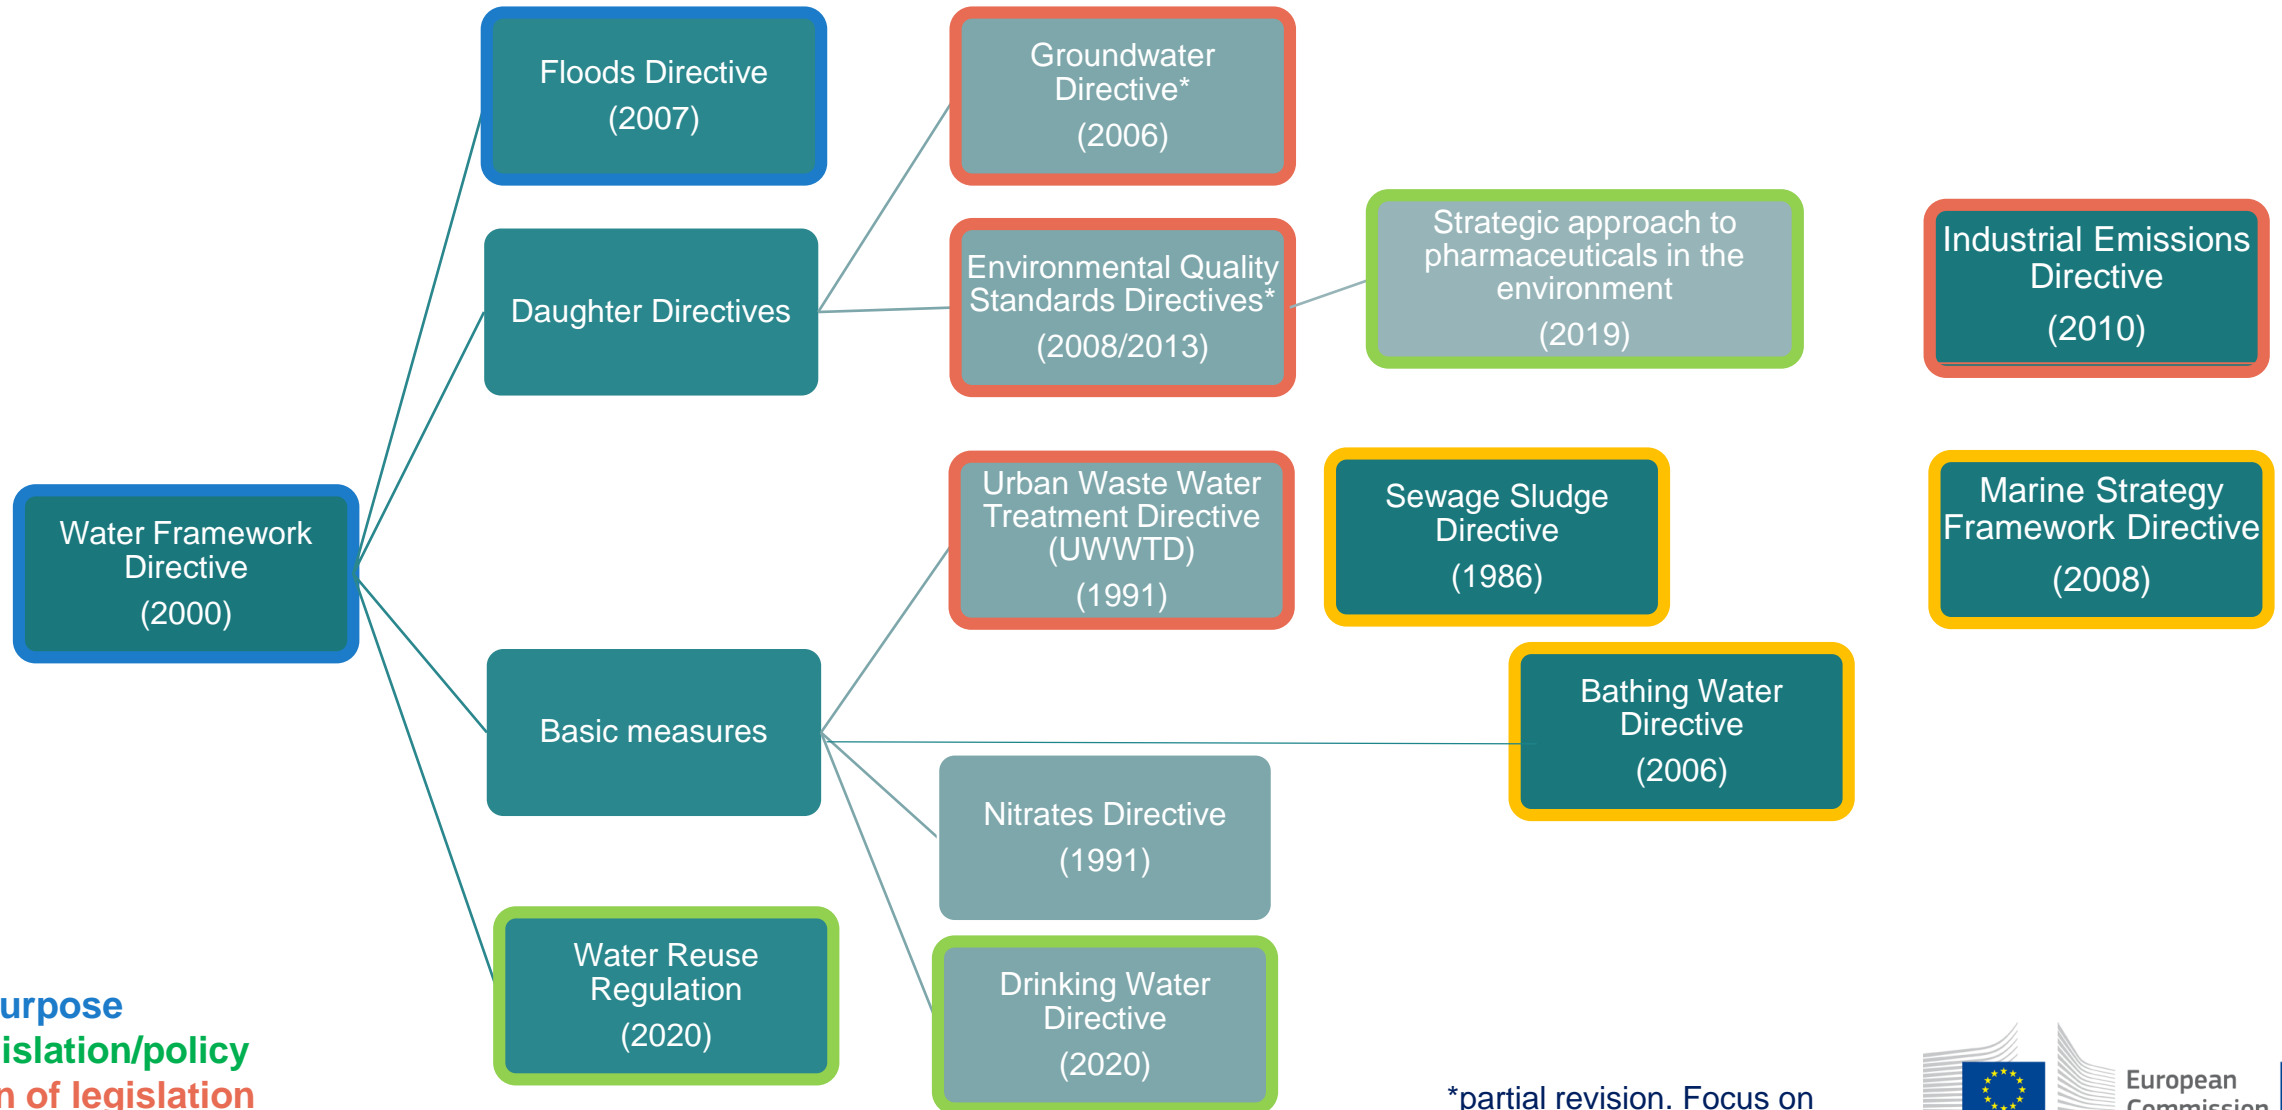 Floods Directive
(2007)
Groundwater
Directive*
(2006)
Daughter Directives
Environmental Quality
Standards Directives*
(2008/2013)
Strategic approach to
pharmaceuticals in the
environment
(2019)
Industrial Emissions
Directive
(2010)
Water Framework
Directive
(2000)
Urban Waste Water
Treatment Directive
(UWWTD)
(1991)
Sewage Sludge
Directive
(1986)
Marine Strategy
Framework Directive
(2008)
Basic measures
Bathing Water
Directive
(2006)
Nitrates Directive
(1991)
Water Reuse
Regulation
(2020)
Drinking Water
Directive
(2020)
urpose
islation/policy
n of legislation
*partial revision. Focus on
European
Commission